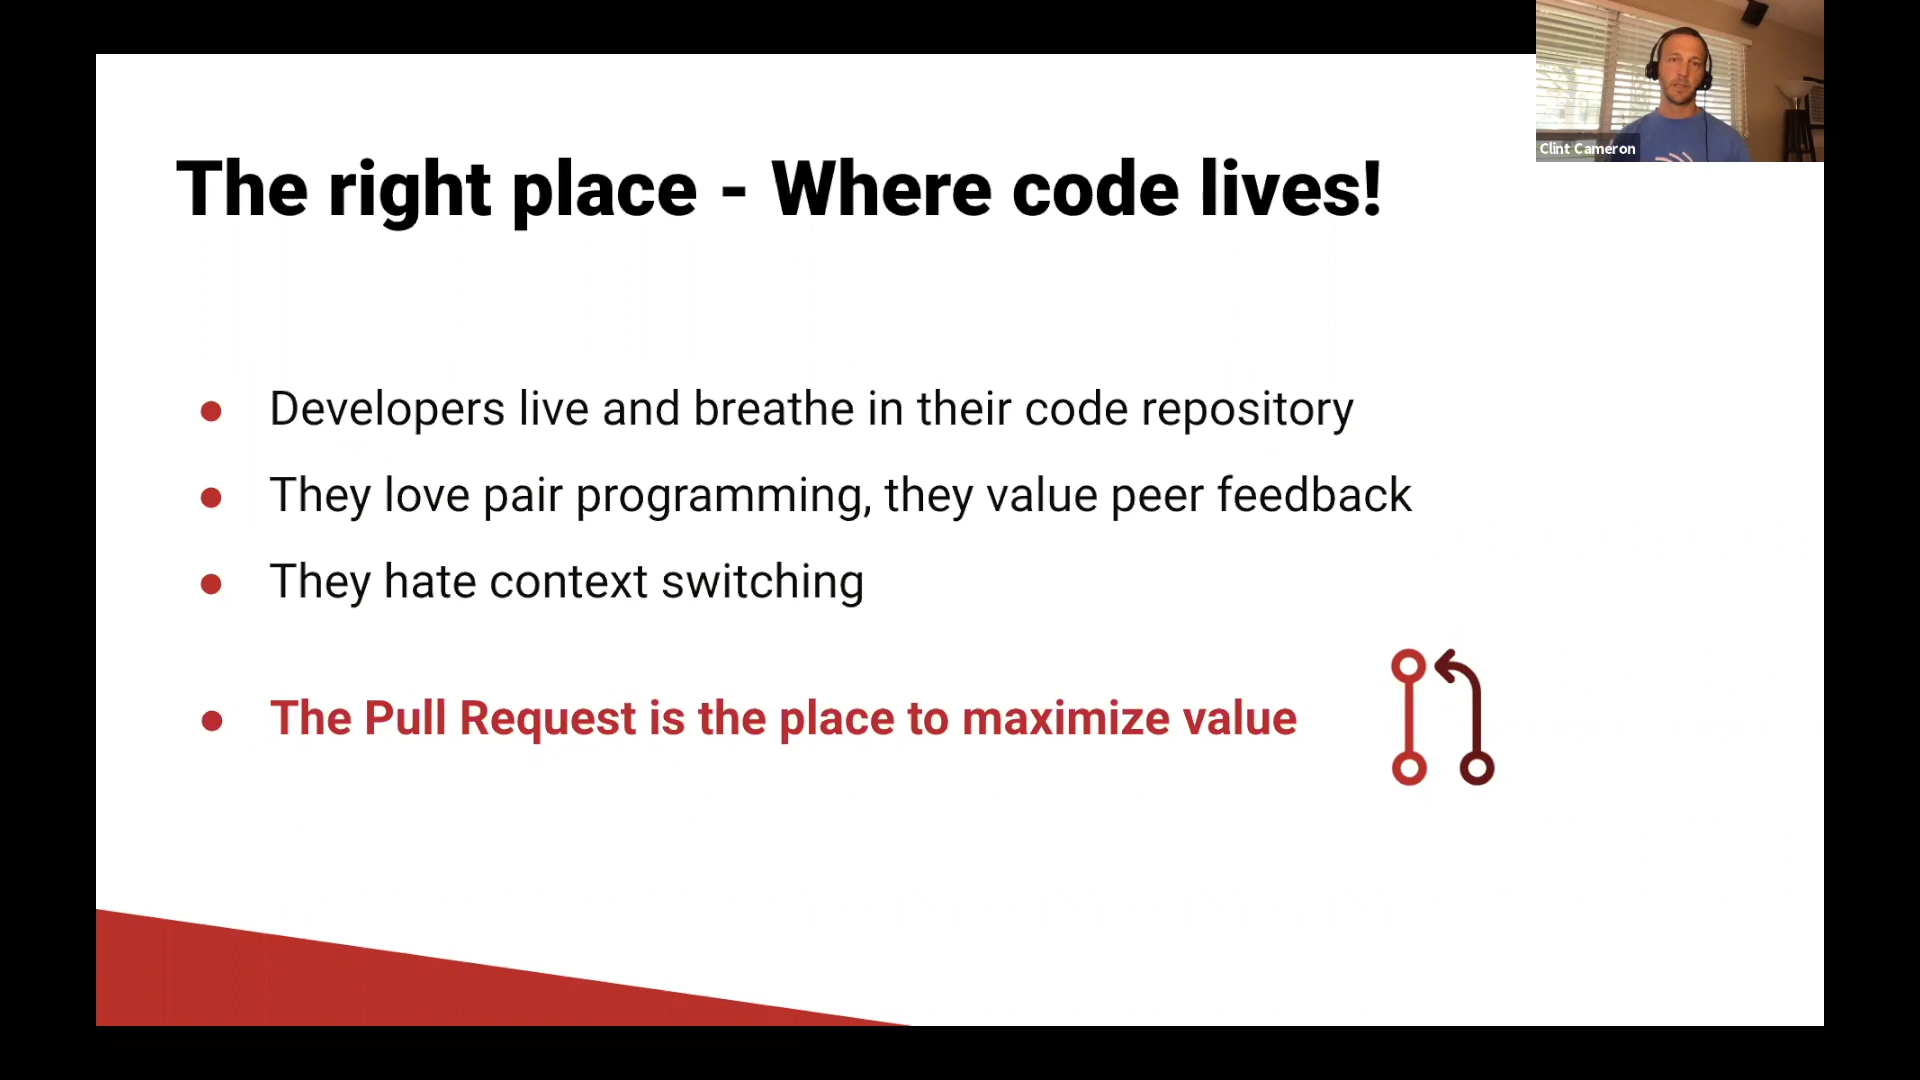 Clint Cameron
The right place - Where code lives!
Developers live and breathe in their code repository
They love pair programming, they value peer feedback
They hate context switching
The Pull Request is the place to maximize value